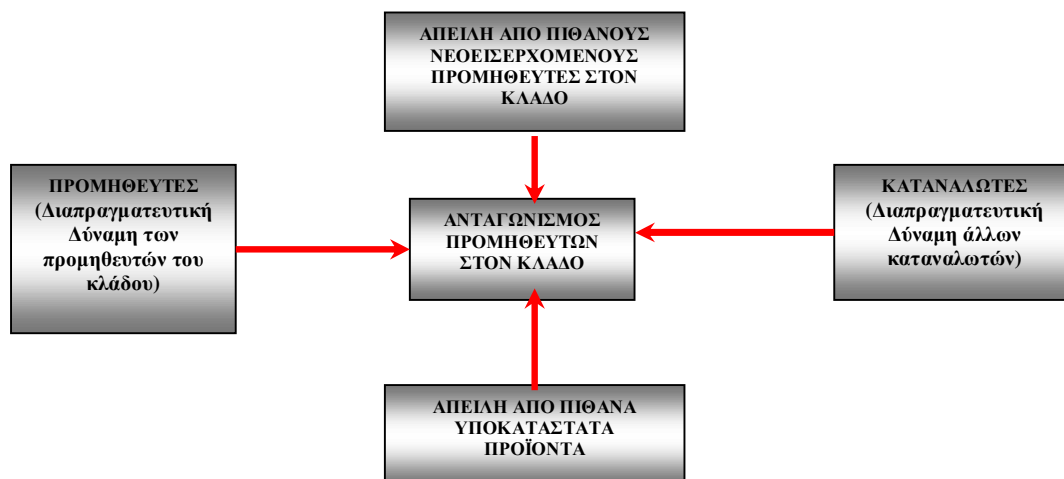 ΑΠΕΙΛΗ ΑΠΟ ΠΙΘΑΝΟΥΣ
ΝΕΟΕΙΣΕΡΧΟΜΕΝΟΥΣ
ΠΡΟΜΗΘΕΥΤΕΣ ΣΤΟΝ
ΚΛΑΔΟ
ΠΡΟΜΗΘΕΥΤΕΣ
(Διαπραγματευτική
Δύναμη των
προμηθευτών του
κλάδου)
ΑΝΤΑΓΩΝΙΣΜΟΣ
ΠΡΟΜΗΘΕΥΤΩΝ
ΣΤΟΝ ΚΛΑΔΟ
ΚΑΤΑΝΑΛΩΤΕΣ
(Διαπραγματευτική
Δύναμη άλλων
καταναλωτών)
ΑΠΕΙΛΗ ΑΠΟ ΠΙΘΑΝΑ
ΥΠΟΚΑΤΑΣΤΑΤΑ
ΠΡΟΪΟΝΤΑ